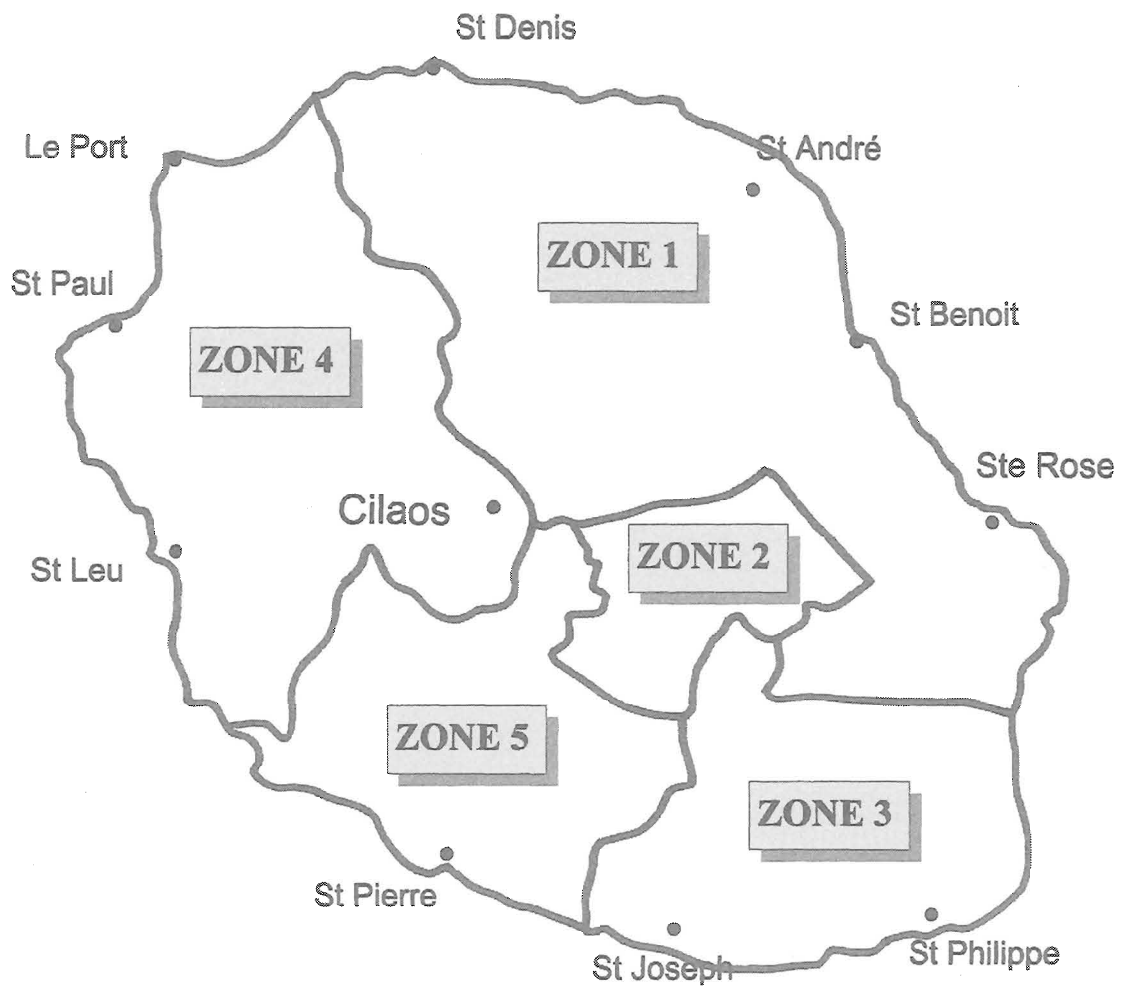 St Denis
Le Port
St André
ZONE 1
St Paul
St Benoit
ZONE 4
Ste Rose
Cilaos
ZONE 2
St Leu
ZONE 5
ZONE 3
St Pierre
St Philippe
St Joseph